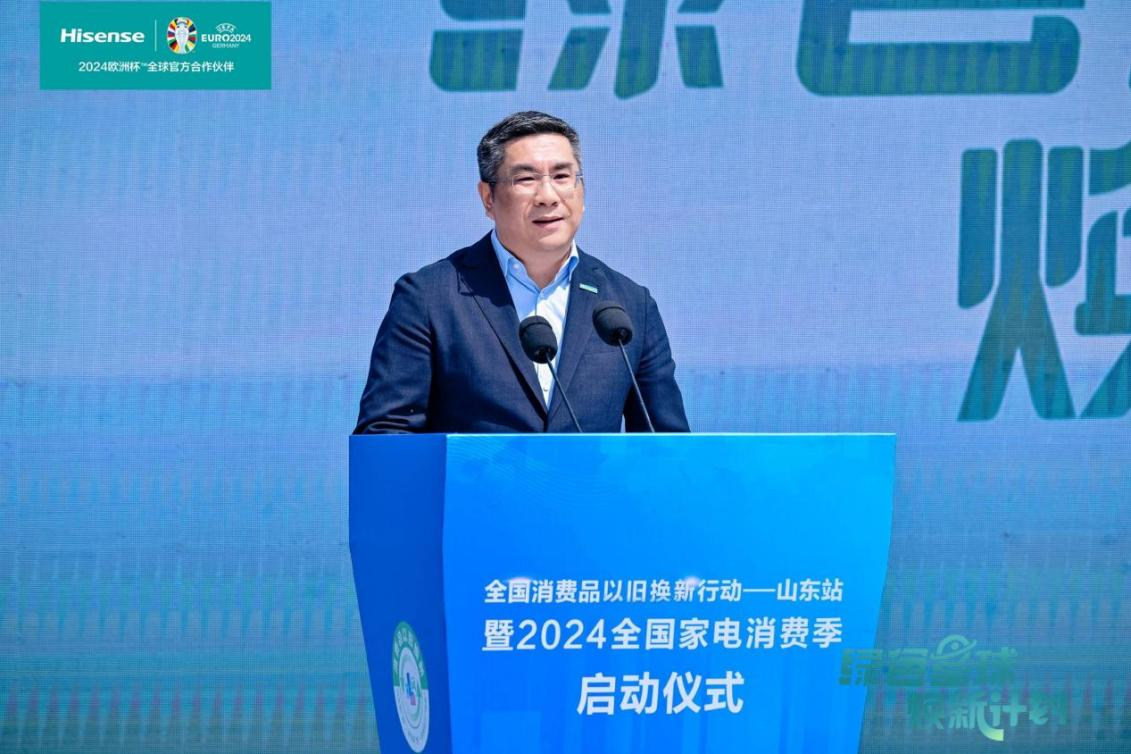 Hisense
UEFA
EURO2024
GERMANY
2024欧洲杯™全球官方合作伙伴
全国消费品以旧换新行动——山东站
暨2024全国家电消费季
启动仪式
绿色星球
焕新计划